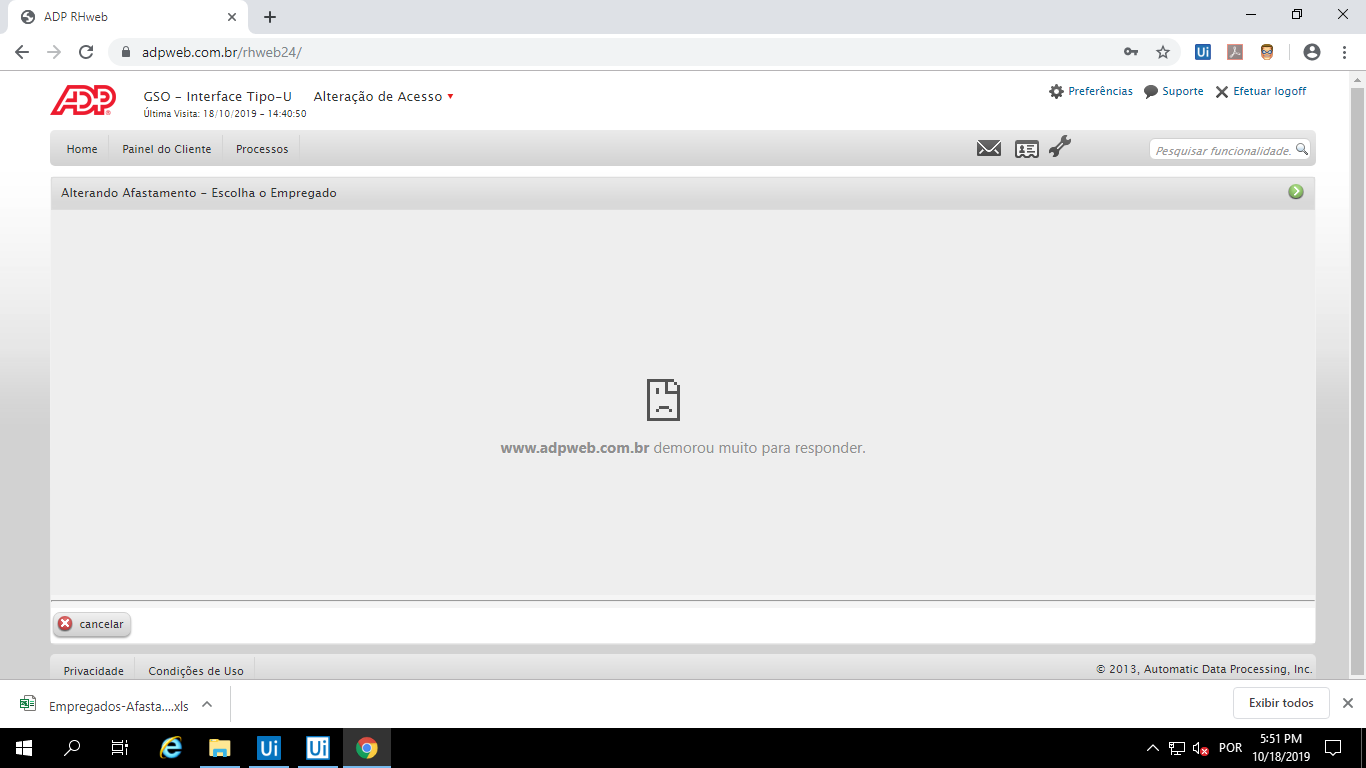 ADP RHweb
adpweb.com.br/rhweb24/
Ui
ADP
GSO - Interface Tipo-U Alteração de Acesso
Última Visita: 18/10/2019 - 14:40:50
Preferências Suporte Efetuar logoff
Home Painel do Cliente Processos
Pesquisar funcionalidade.
Alterando Afastamento - Escolha o Empregado
www.adpweb.com.br demorou muito para responder.
cancelar
Privacidade Condições de Uso
© 2013, Automatic Data Processing, Inc.
Empregados-Afasta....xls
Exibir todos
Ui Ui
POR
5:51 PM
10/18/2019